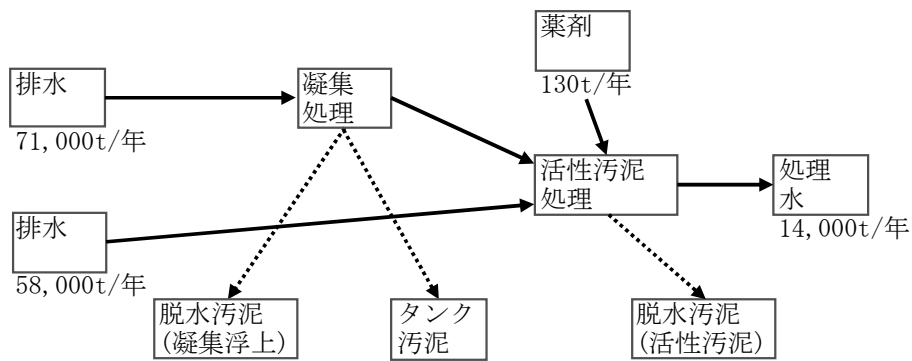 薬剤
130t/年
排水
71,000t/年
凝集
処理
活性汚泥
処理
処理
水
14,000t/年
排水
58,000t/年
脱水汚泥
(凝集浮上)
タンク
汚泥
脱水汚泥
(活性汚泥)